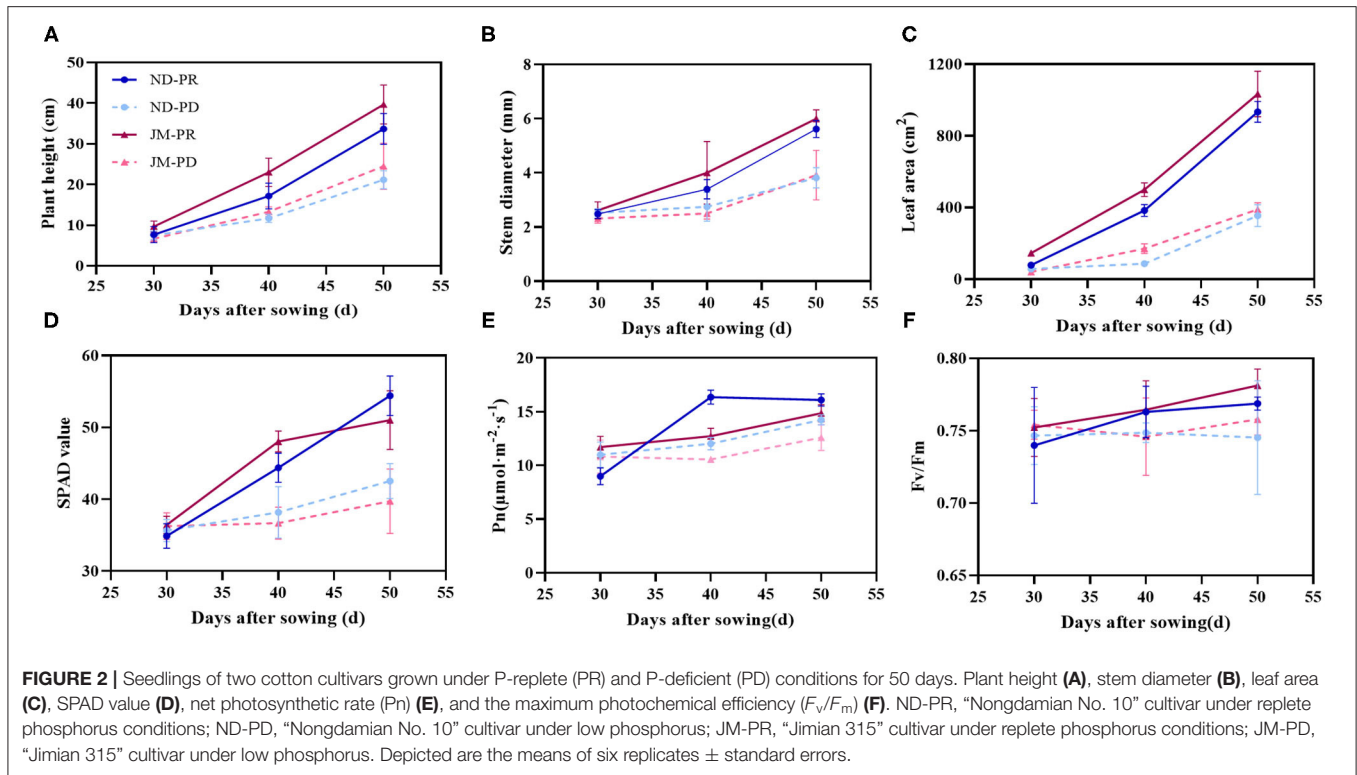 A
B
C
Plant height (cm)
50
40
30
20
10
0
ND-PR
ND-PD
JM-PR
JM-PD
25 30 35 40 45 50 55
Days after sowing (d)
Stem diameter (mm)
8
6
4
2
0
25 30 35 40 45 50 55
Days after sowing (d)
Leaf area (cm²)
1200
800
400
0
25 30 35 40 45 50 55
Days after sowing (d)
D
E
F
SPAD value
60
50
40
30
25 30 35 40 45 50 55
Days after sowing (d)
Pn(µmol·m⁻²·s⁻¹)
20
15
10
5
0
25 30 35 40 45 50 55
Days after sowing(d)
Fv/Fm
0.80
0.75
0.70
0.65
25 30 35 40 45 50 55
Days after sowing(d)
FIGURE 2 | Seedlings of two cotton cultivars grown under P-replete (PR) and P-deficient (PD) conditions for 50 days. Plant height (A), stem diameter (B), leaf area
(C), SPAD value (D), net photosynthetic rate (Pn) (E), and the maximum photochemical efficiency (Fv/Fm) (F). ND-PR, “Nongdamian No. 10” cultivar under replete
phosphorus conditions; ND-PD, “Nongdamian No. 10” cultivar under low phosphorus; JM-PR, “Jimian 315” cultivar under replete phosphorus conditions; JM-PD,
“Jimian 315” cultivar under low phosphorus. Depicted are the means of six replicates ± standard errors.